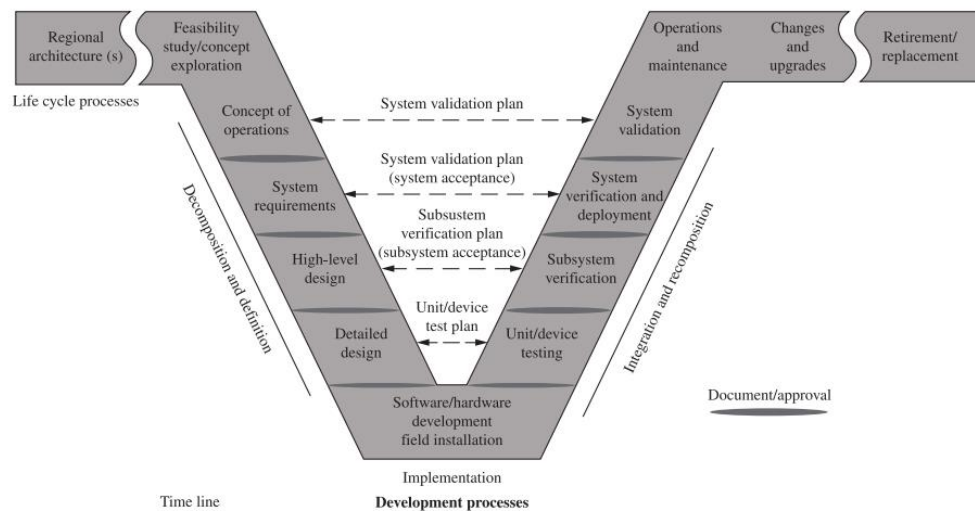 Regional
architecture (s)
Feasibility
study/concept
exploration
Operations
and
maintenance
Changes
and
upgrades
Retirement/
replacement
Life cycle processes
Concept of
operations
System validation plan
System
validation
System
requirements
System validation plan
(system acceptance)
System
verification and
deployment
High-level
design
Subsustem
verification plan
(subsystem acceptance)
Subsystem
verification
Detailed
design
Unit/device
test plan
Unit/device
testing
Decomposition and definition
Integration and recomposition
Software/hardware
development
field installation
Document/approval
Implementation
Time line
Development processes